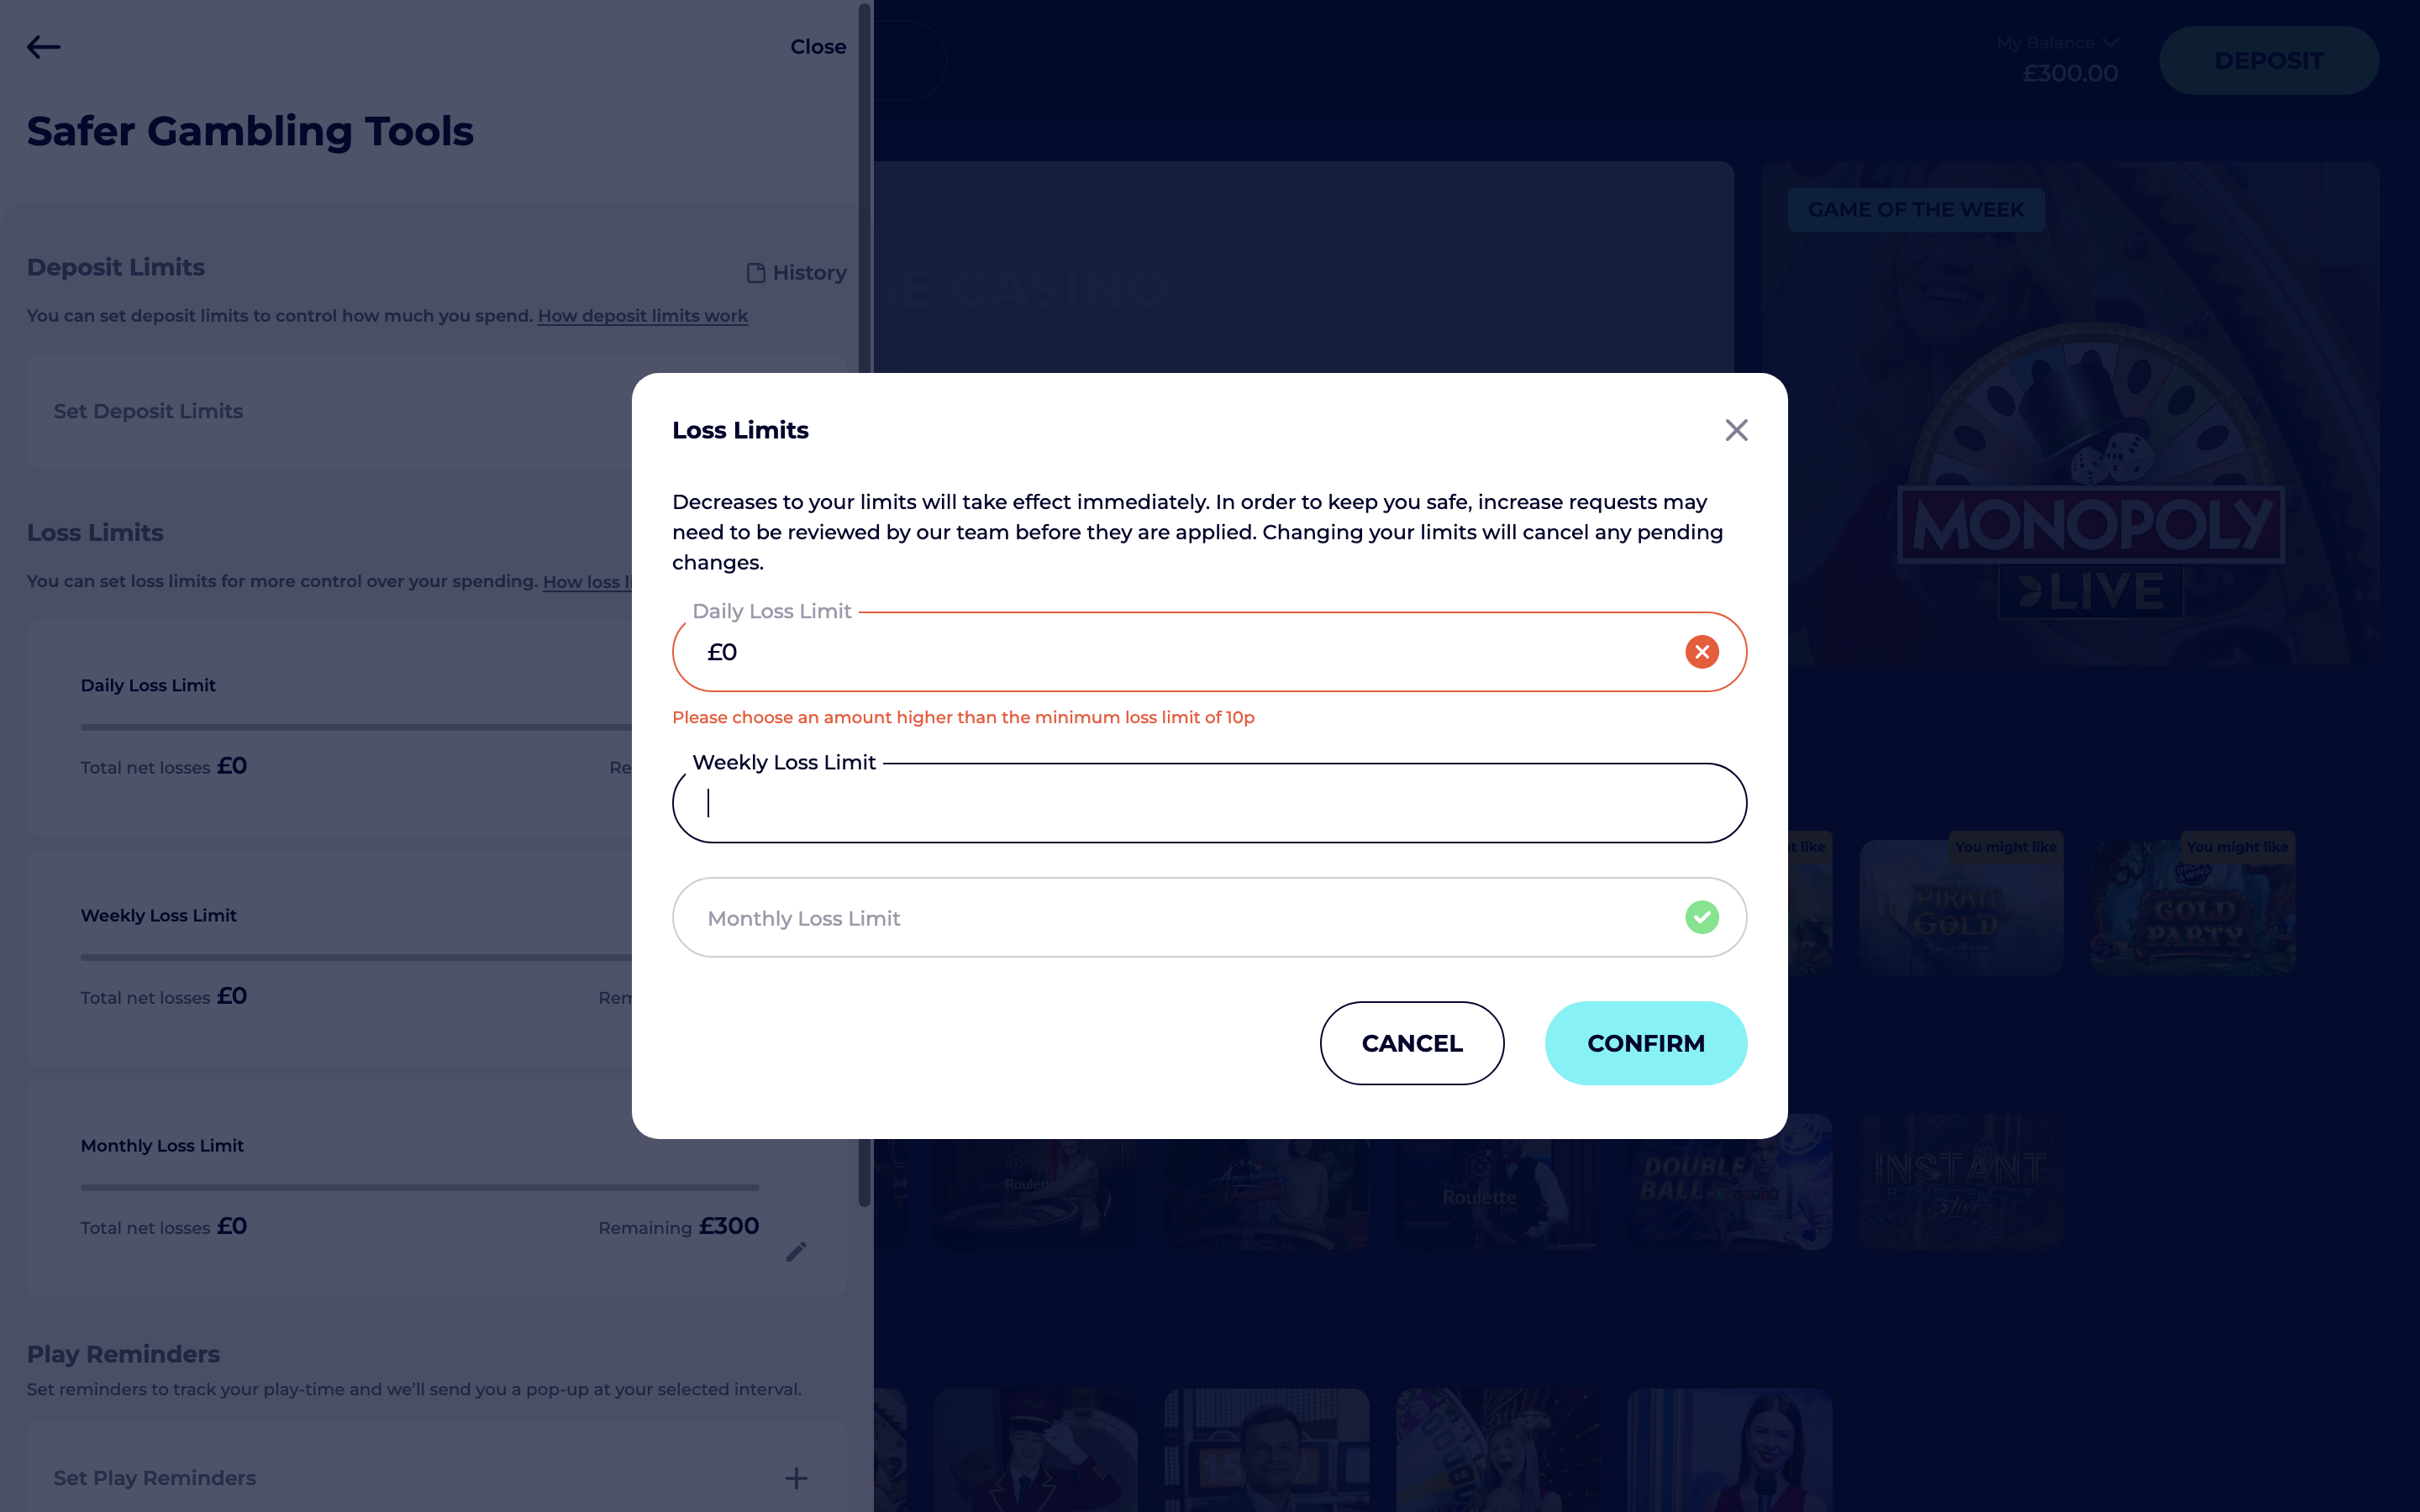 Close
Safer Gambling Tools
Deposit Limits
History
You can set deposit limits to control how much you spend. How deposit limits work
Set Deposit Limits
Loss Limits
You can set loss limits for more control over your spending. How loss li
Daily Loss Limit
Total net losses £0
Re
Weekly Loss Limit
Total net losses £0
Rem
Monthly Loss Limit
Total net losses £0
Remaining £300
Play Reminders
Set reminders to track your play-time and we'll send you a pop-up at your selected interval.
Set Play Reminders
My Balance
£300.00
DEPOSIT
GE CASINO
GAME OF THE WEEK
MONOPOLY
LIVE
Loss Limits
Decreases to your limits will take effect immediately. In order to keep you safe, increase requests may
need to be reviewed by our team before they are applied. Changing your limits will cancel any pending
changes.
Daily Loss Limit
£0
Please choose an amount higher than the minimum loss limit of 10p
Weekly Loss Limit
Monthly Loss Limit
CANCEL
CONFIRM
t like
You might like
PIRATE
GOLD
You might like
GOLD
PARTY
24
Speed
Roulette
Roulette
Live
DOUBLE
BALL
INSTANT